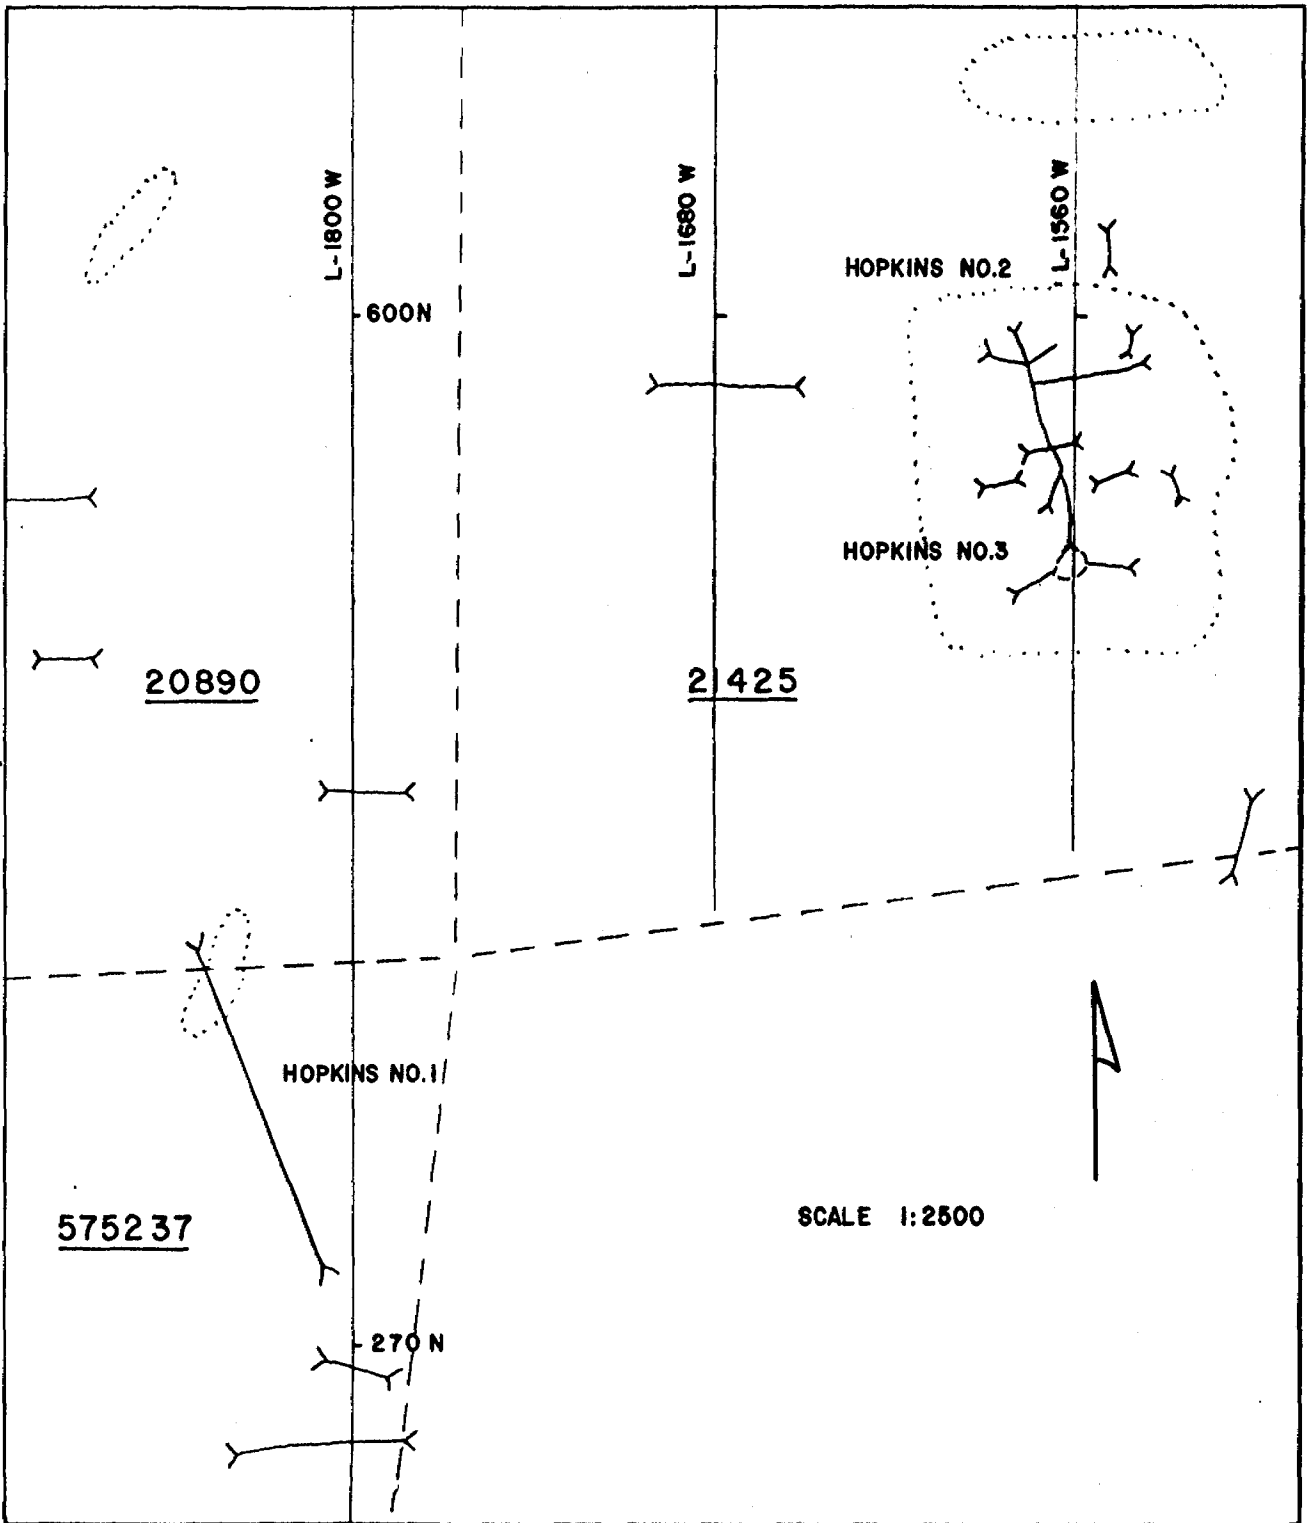 L-1800 W
L-1680 W
L-1560 W
HOPKINS NO.2
600N
HOPKINS NO.3
20890
21425
HOPKINS NO.1
575237
SCALE 1:2500
270 N